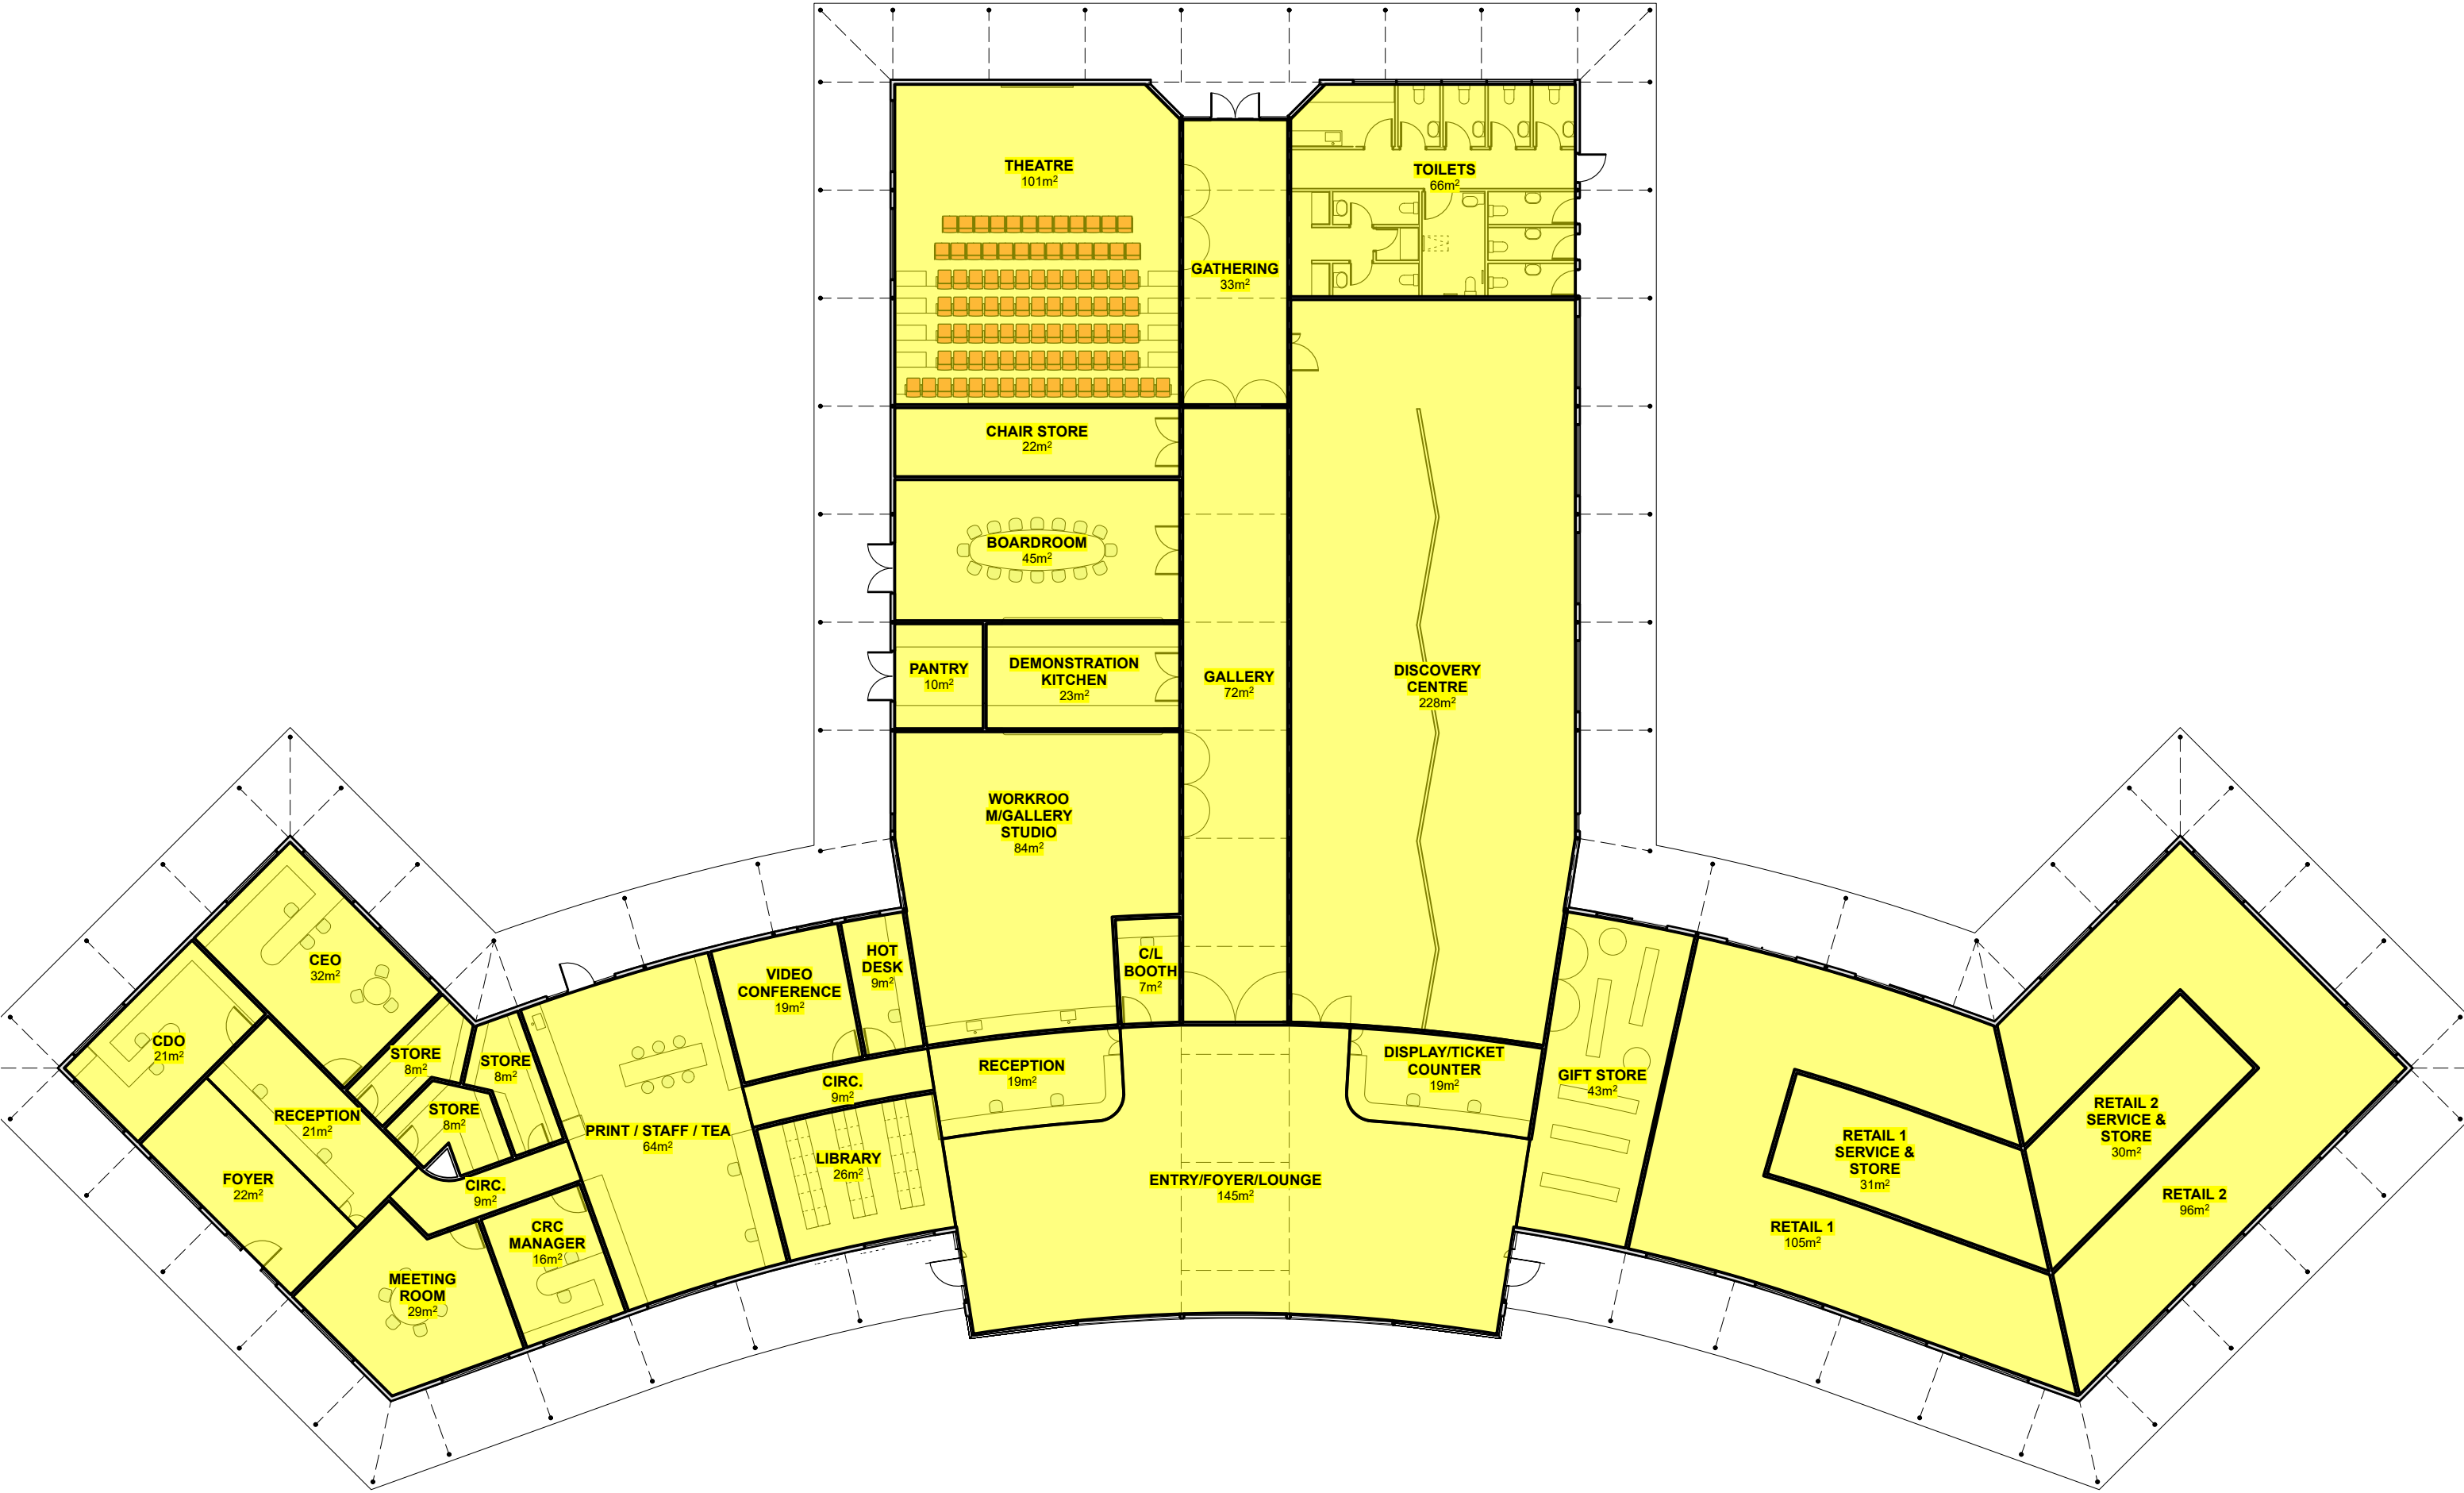 THEATRE
101m²
TOILETS
66m²
GATHERING
33m²
CHAIR STORE
22m²
BOARDROOM
45m²
PANTRY
10m²
DEMONSTRATION
KITCHEN
23m²
GALLERY
72m²
DISCOVERY
CENTRE
228m²
WORKROO
M/GALLERY
STUDIO
84m²
C/L
BOOTH
7m²
HOT
DESK
9m²
VIDEO
CONFERENCE
19m²
CEO
32m²
CDO
21m²
STORE
8m²
STORE
8m²
STORE
8m²
RECEPTION
21m²
FOYER
22m²
CIRC.
9m²
PRINT / STAFF / TEA
64m²
CIRC.
9m²
LIBRARY
26m²
CRC
MANAGER
16m²
MEETING
ROOM
29m²
RECEPTION
19m²
DISPLAY/TICKET
COUNTER
19m²
ENTRY/FOYER/LOUNGE
145m²
GIFT STORE
43m²
RETAIL 1
SERVICE &
STORE
31m²
RETAIL 1
105m²
RETAIL 2
SERVICE &
STORE
30m²
RETAIL 2
96m²